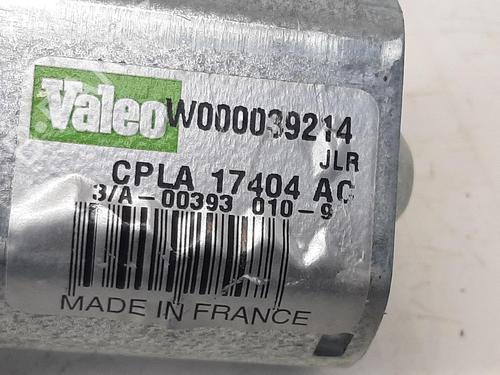 Valeo W000039214
JLR
CPLA 17404 AC
3/A-00393 010-9
MADE IN FRANCE